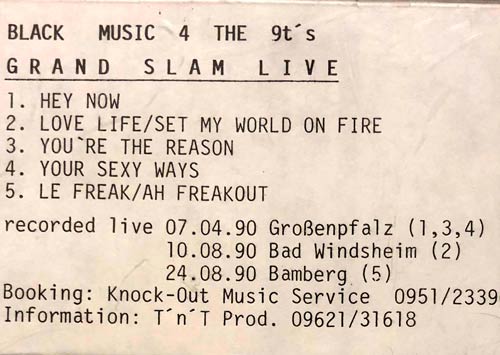 BLACK MUSIC 4 THE 9t´s
GRAND SLAM LIVE
1. HEY NOW
2. LOVE LIFE/SET MY WORLD ON FIRE
3. YOU`RE THE REASON
4. YOUR SEXY WAYS
5. LE FREAK/AH FREAKOUT
recorded live 07.04.90 Großenpfalz (1,3,4)
10.08.90 Bad Windsheim (2)
24.08.90 Bamberg (5)
Booking: Knock-Out Music Service 0951/2339
Information: T´n´T Prod. 09621/31618